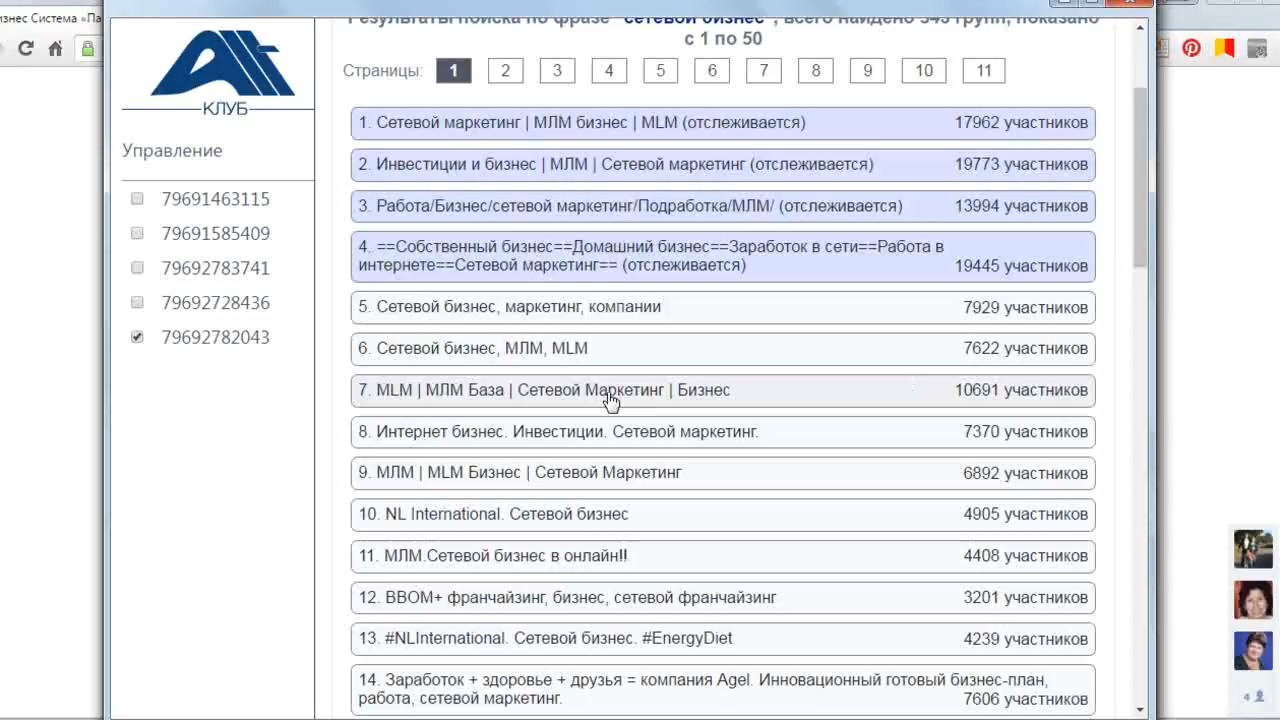 изнес Система «Па
Результаты поиска по фразе "сетевой бизнес", всего найдено 543 групп, показано
с 1 по 50
КЛУБ
Страницы: 1 2 3 4 5 6 7 8 9 10 11
Управление
79691463115
79691585409
79692783741
79692728436
79692782043
1. Сетевой маркетинг | МЛМ бизнес | MLM (отслеживается) 17962 участников
2. Инвестиции и бизнес | МЛМ | Сетевой маркетинг (отслеживается) 19773 участников
3. Работа/Бизнес/сетевой маркетинг/Подработка/МЛМ/ (отслеживается) 13994 участников
4. ==Собственный бизнес==Домашний бизнес==Заработок в сети==Работа в
интернете==Сетевой маркетинг== (отслеживается) 19445 участников
5. Сетевой бизнес, маркетинг, компании 7929 участников
6. Сетевой бизнес, МЛМ, MLM 7622 участников
7. MLM | МЛМ База | Сетевой Маркетинг | Бизнес 10691 участников
8. Интернет бизнес. Инвестиции. Сетевой маркетинг. 7370 участников
9. МЛМ | MLM Бизнес | Сетевой Маркетинг 6892 участников
10. NL International. Сетевой бизнес 4905 участников
11. МЛМ.Сетевой бизнес в онлайн!! 4408 участников
12. BBOM+ франчайзинг, бизнес, сетевой франчайзинг 3201 участников
13. #NLInternational. Сетевой бизнес. #EnergyDiet 4239 участников
14. Заработок + здоровье + друзья = компания Agel. Инновационный готовый бизнес-план,
работа, сетевой маркетинг. 7606 участников
4